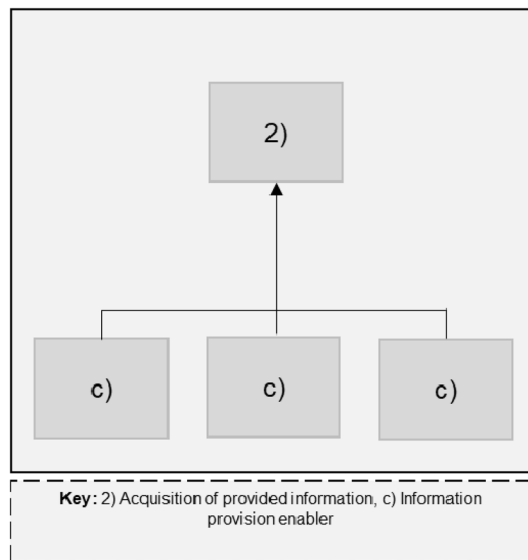 2)
c)
c)
c)
Key: 2) Acquisition of provided information, c) Information
provision enabler